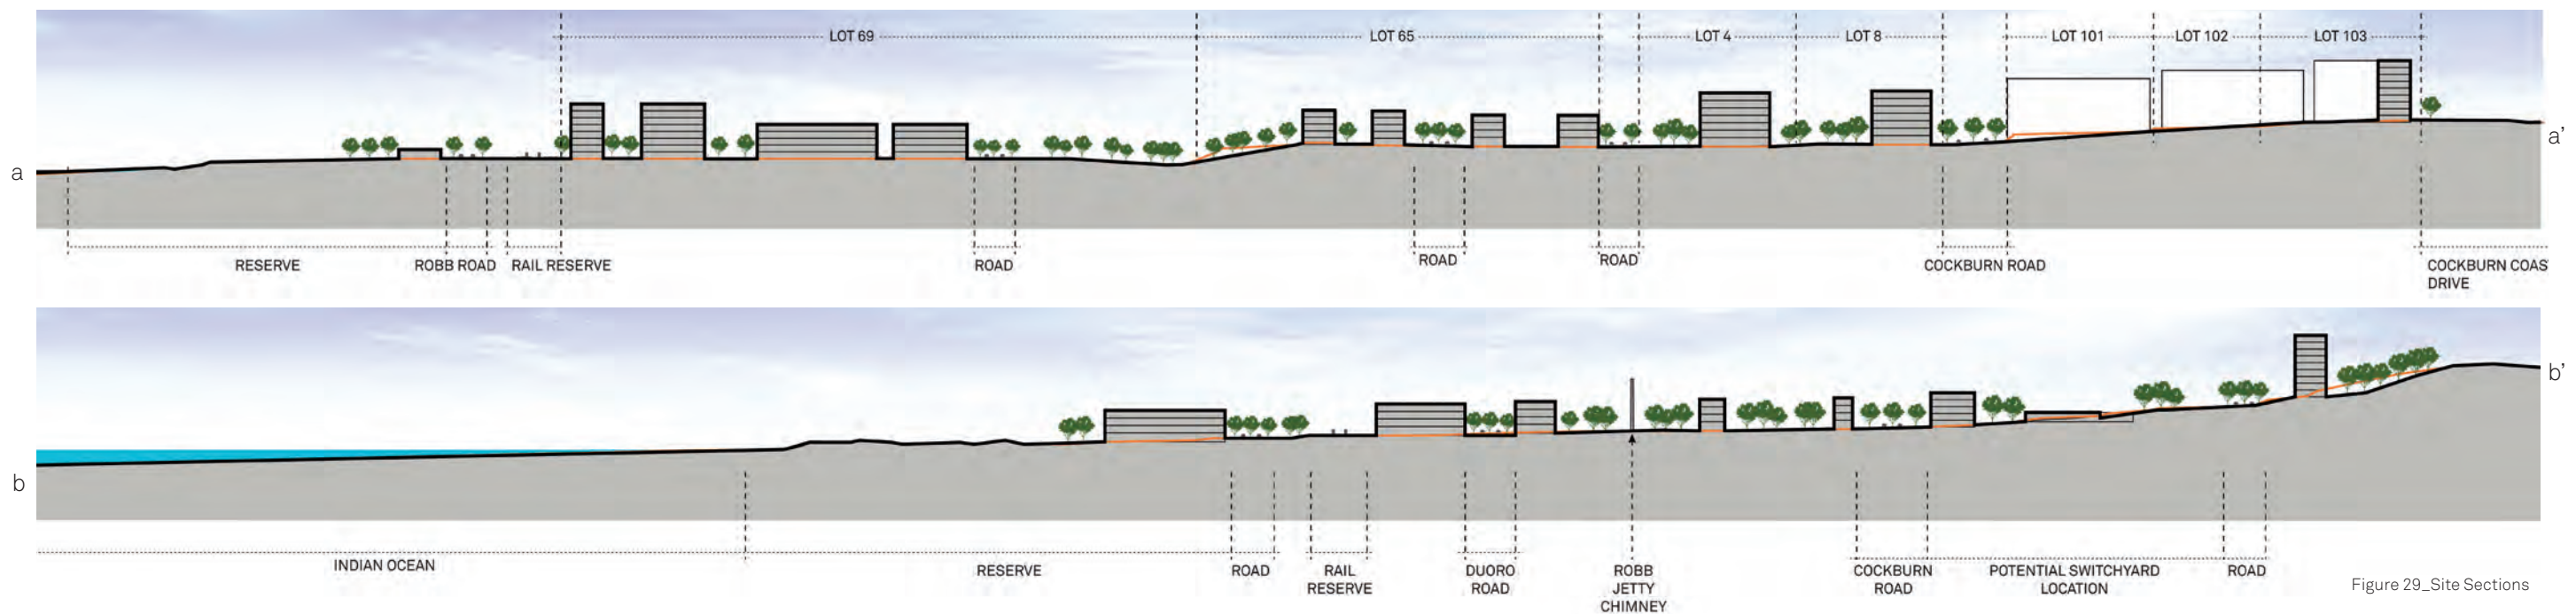 LOT 69 LOT 65 LOT 4 LOT 8 LOT 101 LOT 102 LOT 103
a a'
RESERVE ROBB ROAD RAIL RESERVE ROAD ROAD ROAD COCKBURN ROAD COCKBURN COAS
DRIVE
b b'
INDIAN OCEAN RESERVE ROAD RAIL DUORO ROBB COCKBURN POTENTIAL SWITCHYARD ROAD
RESERVE ROAD JETTY ROAD LOCATION
CHIMNEY
Figure 29_Site Sections